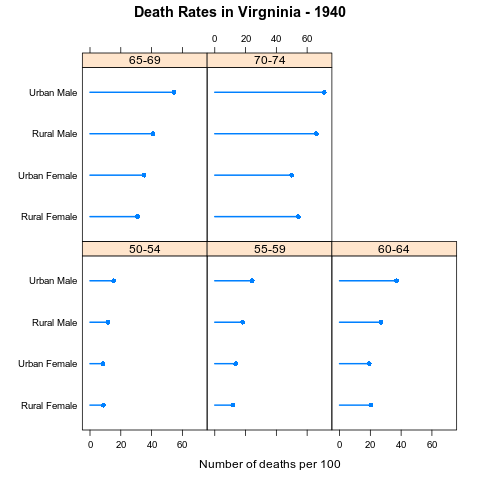 Death Rates in Virgninia - 1940
0 20 40 60
65-69 70-74
Urban Male
Rural Male
Urban Female
Rural Female
50-54 55-59 60-64
Urban Male
Rural Male
Urban Female
Rural Female
0 20 40 60 0 20 40 60
Number of deaths per 100